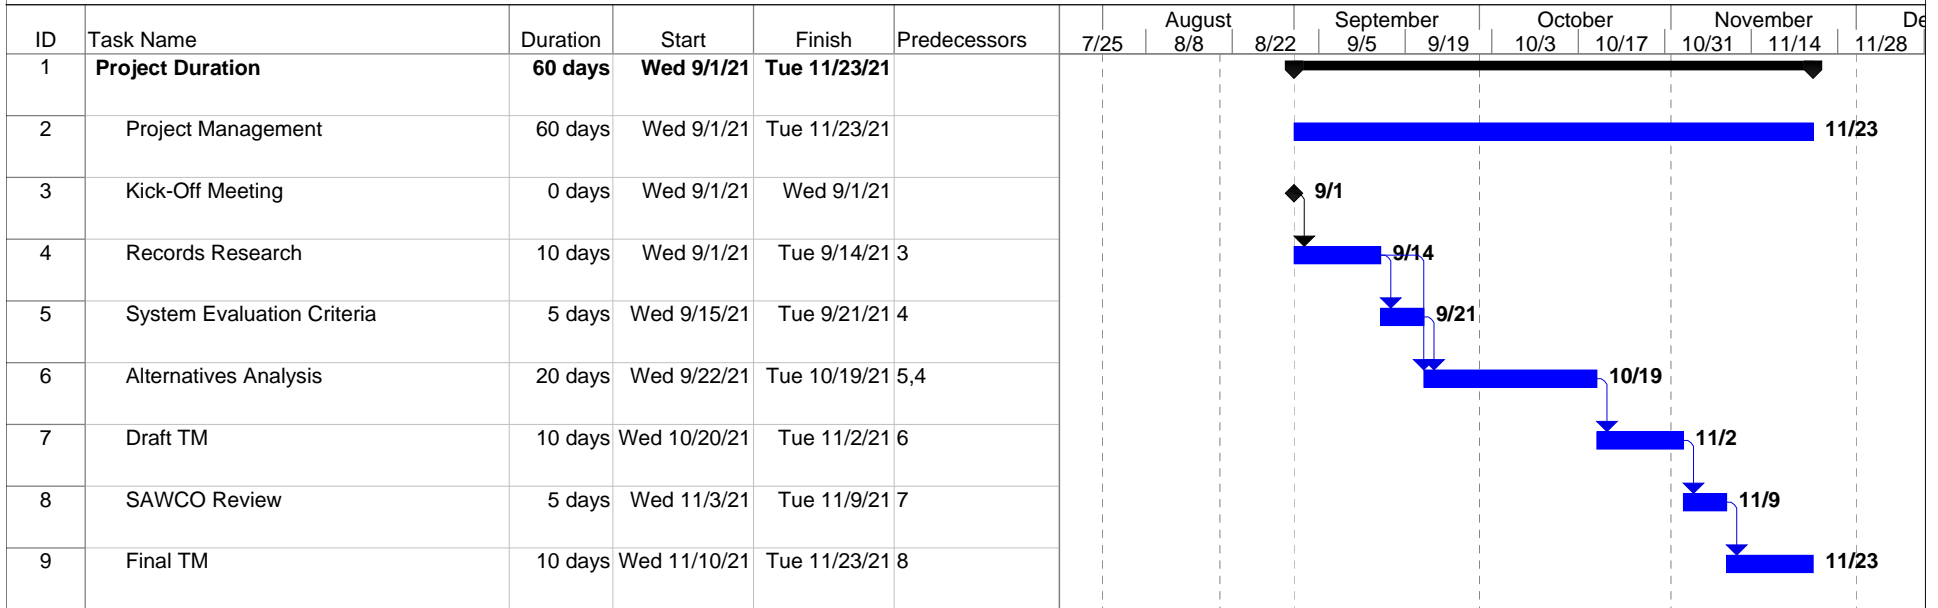 August September October November De
ID Task Name Duration Start Finish Predecessors 7/25 8/8 8/22 9/5 9/19 10/3 10/17 10/31 11/14 11/28
1 Project Duration 60 days Wed 9/1/21 Tue 11/23/21
2 Project Management 60 days Wed 9/1/21 Tue 11/23/21 11/23
3 Kick-Off Meeting 0 days Wed 9/1/21 Wed 9/1/21 9/1
4 Records Research 10 days Wed 9/1/21 Tue 9/14/21 3 9/14
5 System Evaluation Criteria 5 days Wed 9/15/21 Tue 9/21/21 4 9/21
6 Alternatives Analysis 20 days Wed 9/22/21 Tue 10/19/21 5,4 10/19
7 Draft TM 10 days Wed 10/20/21 Tue 11/2/21 6 11/2
8 SAWCO Review 5 days Wed 11/3/21 Tue 11/9/21 7 11/9
9 Final TM 10 days Wed 11/10/21 Tue 11/23/21 8 11/23